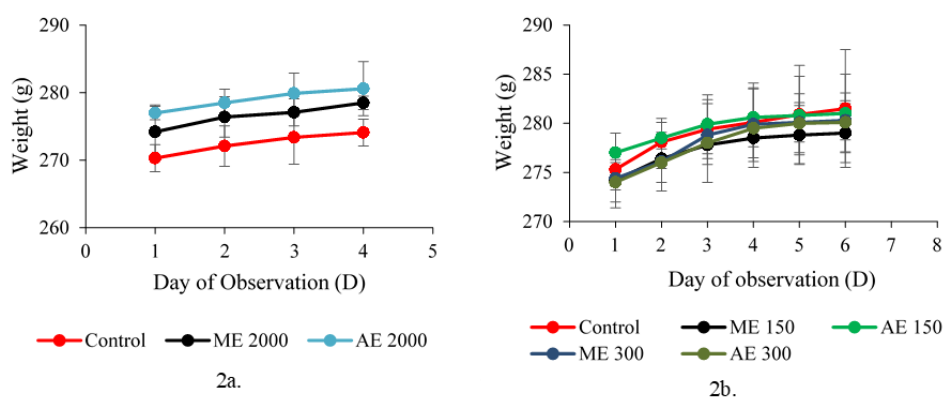 290
280
270
260
Weight (g)
0 1 2 3 4 5
Day of Observation (D)
Control ME 2000 AE 2000
2a.
290
285
280
275
270
Weight (g)
0 1 2 3 4 5 6 7 8
Day of observation (D)
Control ME 150 AE 150
ME 300 AE 300
2b.